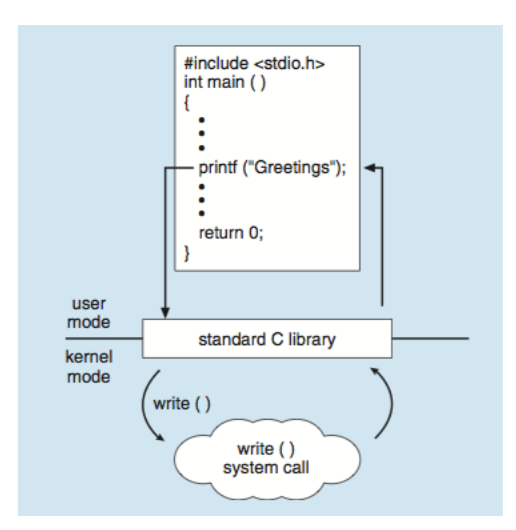 #include <stdio.h>
int main ( )
{
•
•
•
printf ("Greetings");
•
•
•
return 0;
}
user
mode
standard C library
kernel
mode
write ( )
write ( )
system call